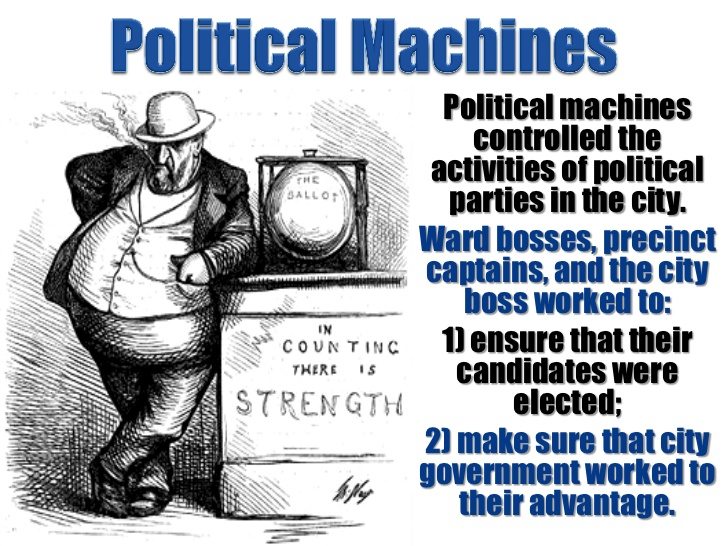 Political Machines
THE
BALLOT
IN
COUNTING
THERE IS
STRENGTH
Th. Nast
Political machines
controlled the
activities of political
parties in the city.
Ward bosses, precinct
captains, and the city
boss worked to:
1) ensure that their
candidates were
elected;
2) make sure that city
government worked to
their advantage.